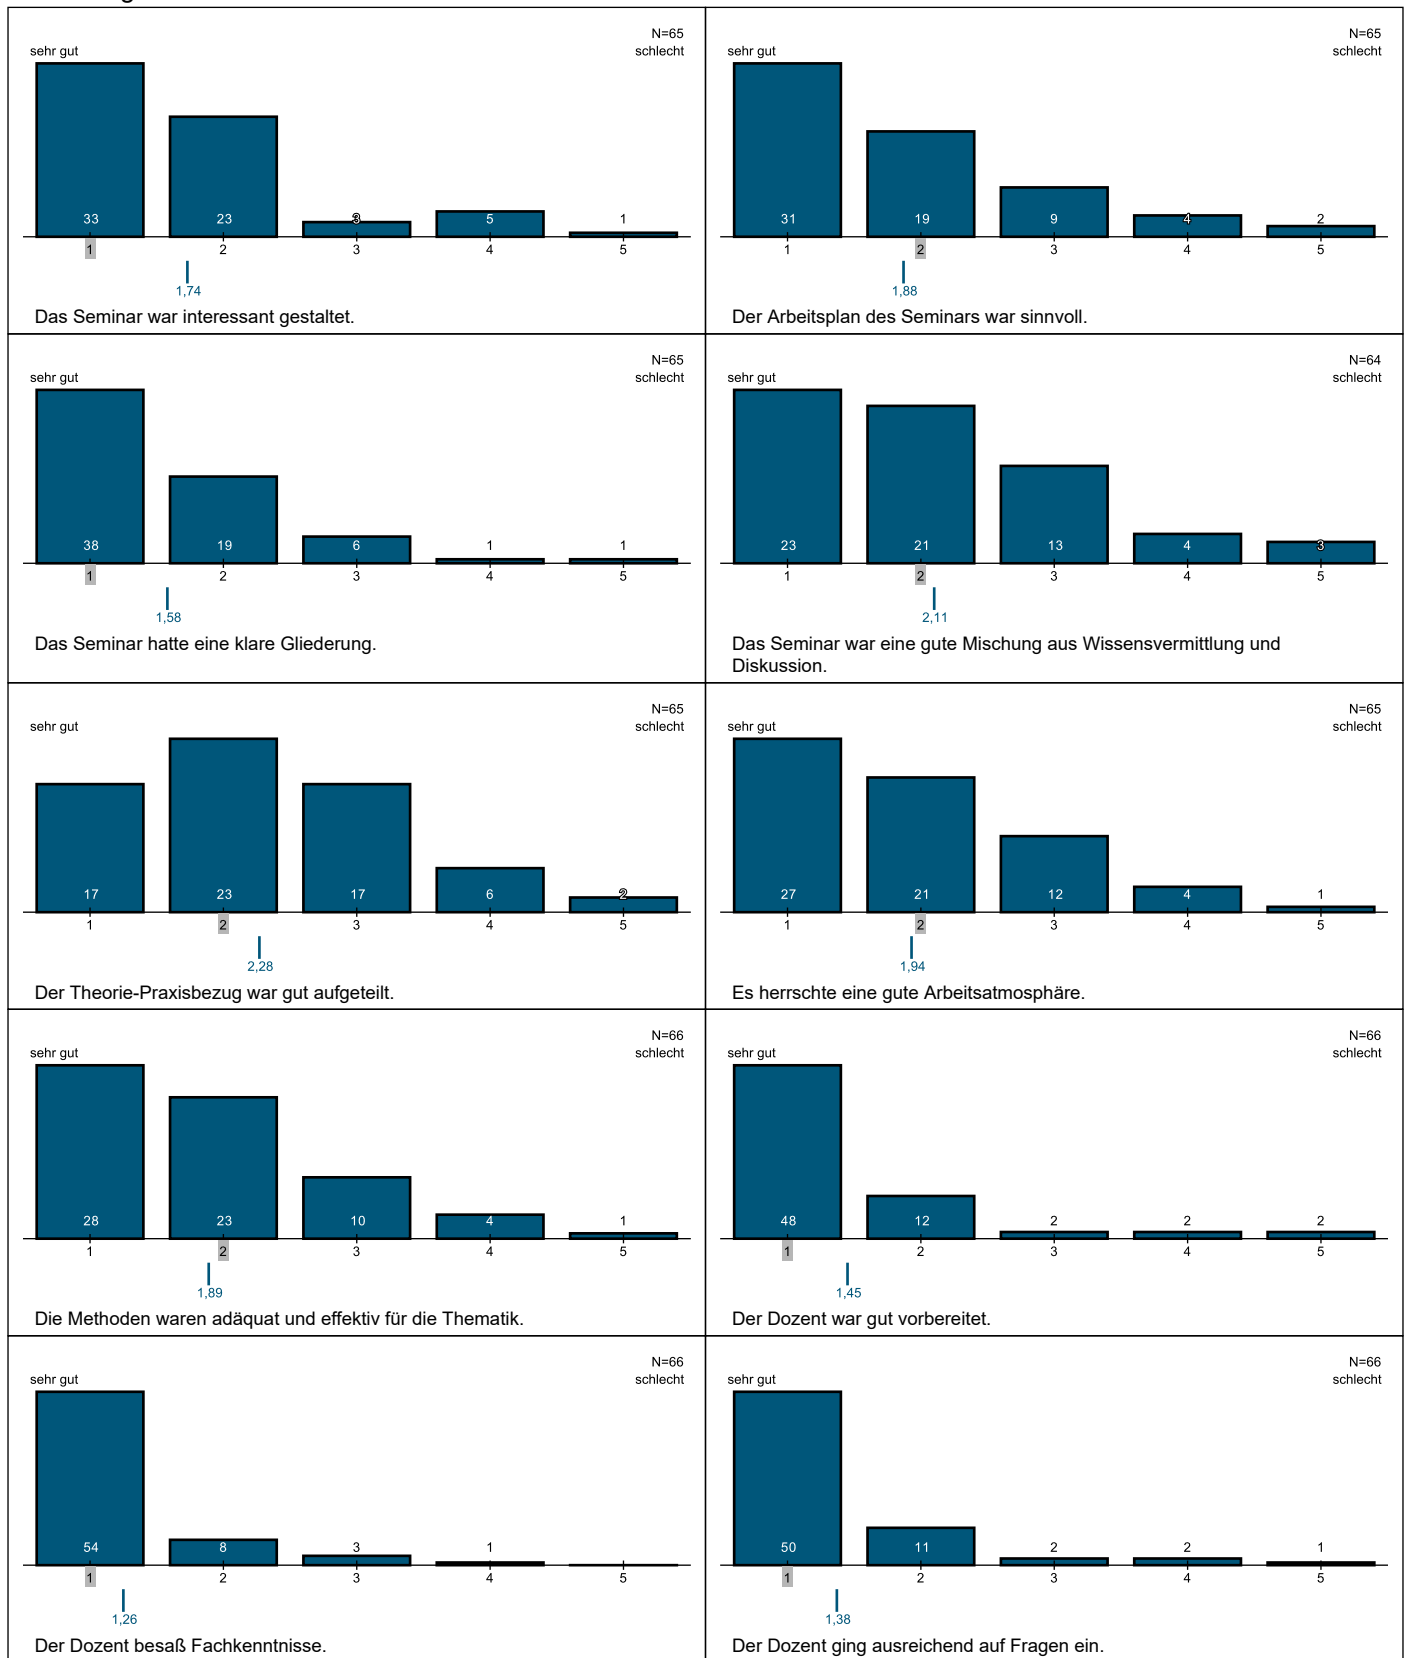 N=65
sehr gut schlecht
33 23 3 5 1
1 2 3 4 5
1,74
Das Seminar war interessant gestaltet.
N=65
sehr gut schlecht
31 19 9 4 2
1 2 3 4 5
1,88
Der Arbeitsplan des Seminars war sinnvoll.
N=65
sehr gut schlecht
38 19 6 1 1
1 2 3 4 5
1,58
Das Seminar hatte eine klare Gliederung.
N=64
sehr gut schlecht
23 21 13 4 3
1 2 3 4 5
2,11
Das Seminar war eine gute Mischung aus Wissensvermittlung und
Diskussion.
N=65
sehr gut schlecht
17 23 17 6 2
1 2 3 4 5
2,28
Der Theorie-Praxisbezug war gut aufgeteilt.
N=65
sehr gut schlecht
27 21 12 4 1
1 2 3 4 5
1,94
Es herrschte eine gute Arbeitsatmosphäre.
N=66
sehr gut schlecht
28 23 10 4 1
1 2 3 4 5
1,89
Die Methoden waren adäquat und effektiv für die Thematik.
N=66
sehr gut schlecht
48 12 2 2 2
1 2 3 4 5
1,45
Der Dozent war gut vorbereitet.
N=66
sehr gut schlecht
54 8 3 1
1 2 3 4 5
1,26
Der Dozent besaß Fachkenntnisse.
N=66
sehr gut schlecht
50 11 2 2 1
1 2 3 4 5
1,38
Der Dozent ging ausreichend auf Fragen ein.